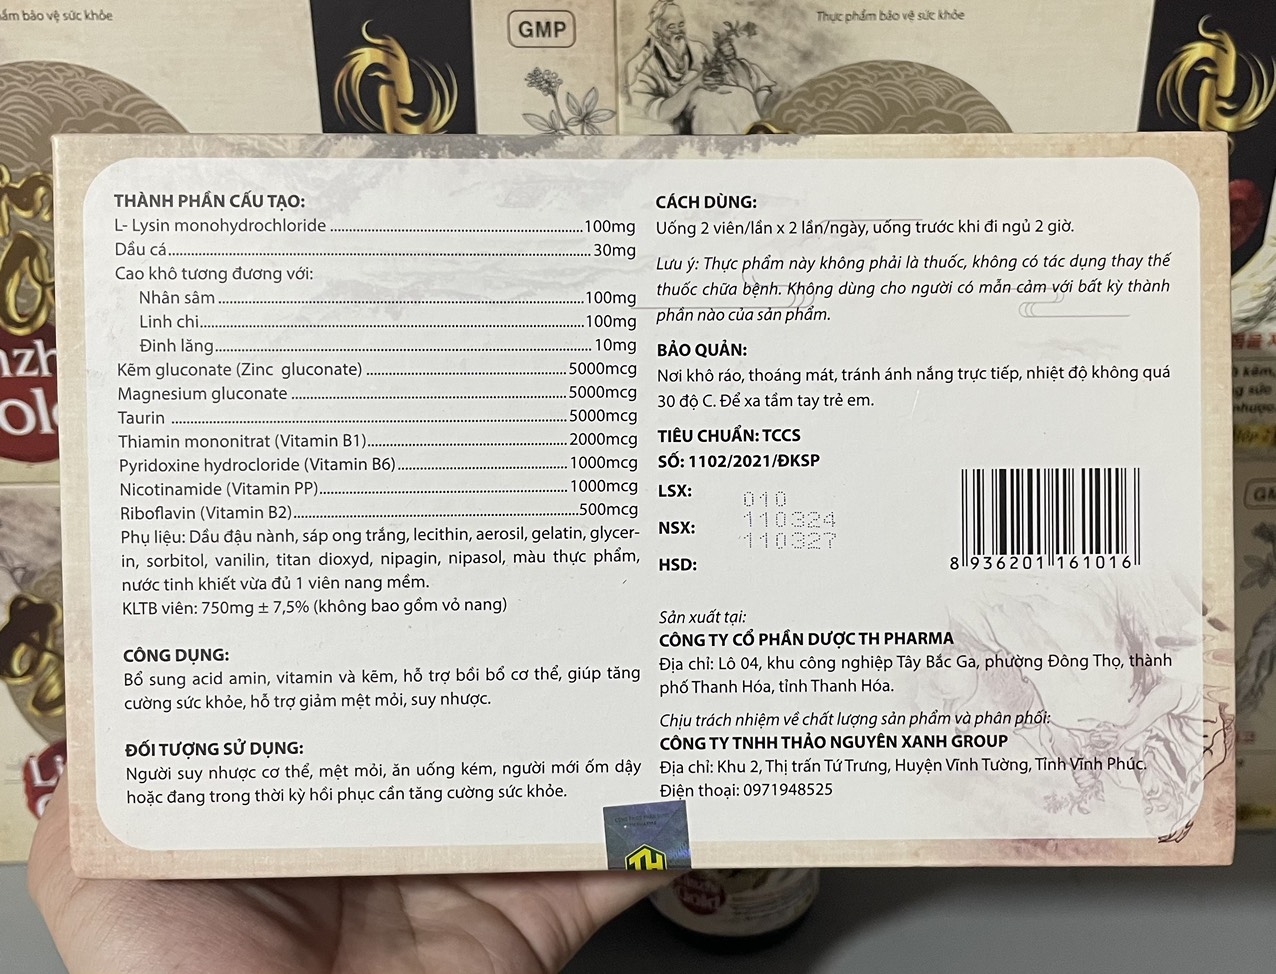 ẩm bảo vệ sức khỏe
GMP
Thực phẩm bảo vệ sức khỏe
THÀNH PHẦN CẤU TẠO:
L- Lysin monohydrochloride ........ 100mg
Dầu cá ........ 30mg
Cao khô tương đương với:
Nhân sâm ........ 100mg
Linh chi ........ 100mg
Đinh lăng ........ 10mg
Kẽm gluconate (Zinc gluconate) ........ 5000mcg
Magnesium gluconate ........ 5000mcg
Taurin ........ 5000mcg
Thiamin mononitrat (Vitamin B1) ........ 2000mcg
Pyridoxine hydrocloride (Vitamin B6) ........ 1000mcg
Nicotinamide (Vitamin PP) ........ 1000mcg
Riboflavin (Vitamin B2) ........ 500mcg
Phụ liệu: Dầu đậu nành, sáp ong trắng, lecithin, aerosil, gelatin, glycer-
in, sorbitol, vanilin, titan dioxyd, nipagin, nipasol, màu thực phẩm,
nước tinh khiết vừa đủ 1 viên nang mềm.
KLTB viên: 750mg ± 7,5% (không bao gồm vỏ nang)
CÔNG DỤNG:
Bổ sung acid amin, vitamin và kẽm, hỗ trợ bồi bổ cơ thể, giúp tăng
cường sức khỏe, hỗ trợ giảm mệt mỏi, suy nhược.
ĐỐI TƯỢNG SỬ DỤNG:
Người suy nhược cơ thể, mệt mỏi, ăn uống kém, người mới ốm dậy
hoặc đang trong thời kỳ hồi phục cần tăng cường sức khỏe.
CÁCH DÙNG:
Uống 2 viên/lần x 2 lần/ngày, uống trước khi đi ngủ 2 giờ.
Lưu ý: Thực phẩm này không phải là thuốc, không có tác dụng thay thế
thuốc chữa bệnh. Không dùng cho người có mẫn cảm với bất kỳ thành
phần nào của sản phẩm.
BẢO QUẢN:
Nơi khô ráo, thoáng mát, tránh ánh nắng trực tiếp, nhiệt độ không quá
30 độ C. Để xa tầm tay trẻ em.
TIÊU CHUẨN: TCCS
SỐ: 1102/2021/ĐKSP
LSX: 010
NSX: 110324
HSD: 110327
8 936201 161016
Sản xuất tại:
CÔNG TY CỔ PHẦN DƯỢC TH PHARMA
Địa chỉ: Lô 04, khu công nghiệp Tây Bắc Ga, phường Đông Thọ, thành
phố Thanh Hóa, tỉnh Thanh Hóa.
Chịu trách nhiệm về chất lượng sản phẩm và phân phối:
CÔNG TY TNHH THẢO NGUYÊN XANH GROUP
Địa chỉ: Khu 2, Thị trấn Tứ Trưng, Huyện Vĩnh Tường, Tỉnh Vĩnh Phúc.
Điện thoại: 0971948525
TH